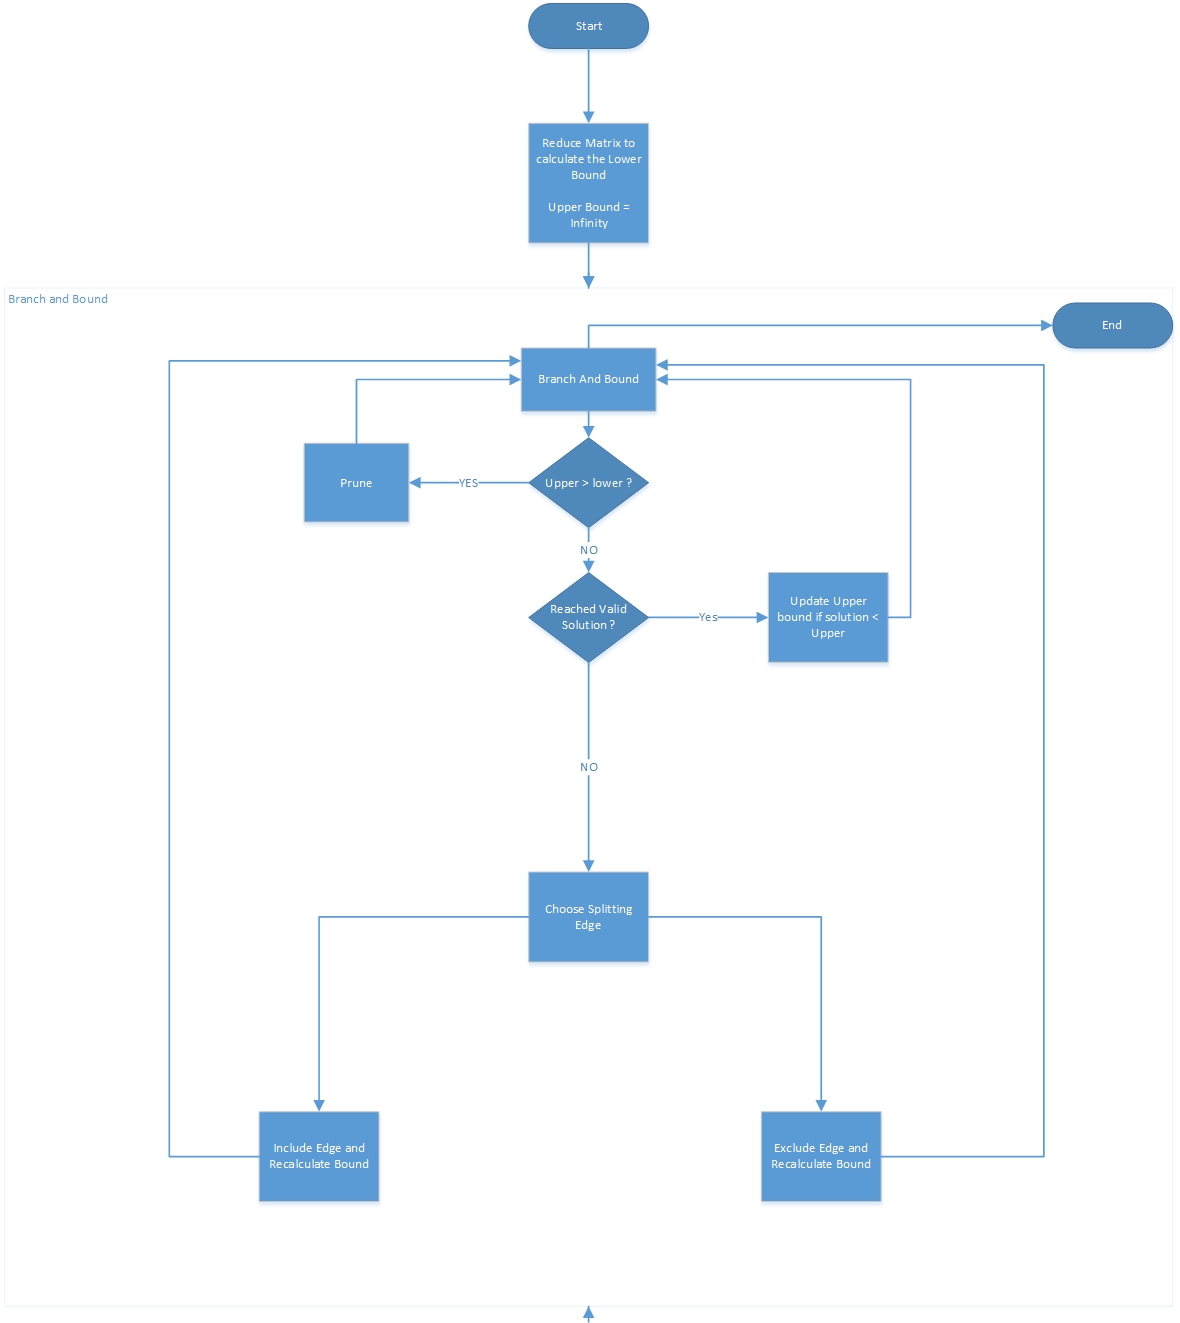 Start
Reduce Matrix to
calculate the Lower
Bound
Upper Bound =
Infinity
Branch and Bound
End
Branch And Bound
Prune
YES
Upper > lower ?
NO
Reached Valid
Solution ?
Yes
Update Upper
bound if solution <
Upper
NO
Choose Splitting
Edge
Include Edge and
Recalculate Bound
Exclude Edge and
Recalculate Bound